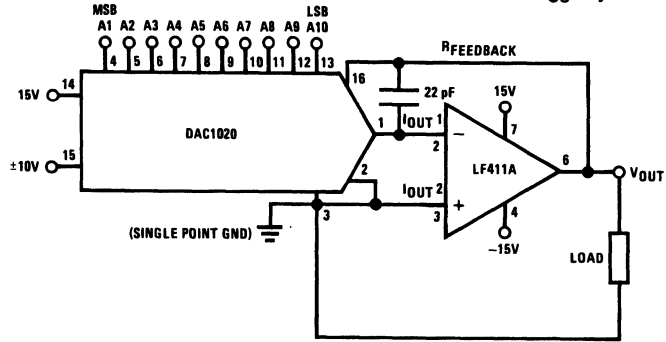 MSB LSB
A1 A2 A3 A4 A5 A6 A7 A8 A9 A10
4 5 6 7 8 9 10 11 12 13
RFEEDBACK
16
15V 14
22 pF
15V
DAC1020
1 IOUT 1
2
7
±10V 15
LF411A
6
VOUT
2
IOUT 2
3
4
-15V
3
(SINGLE POINT GND)
LOAD